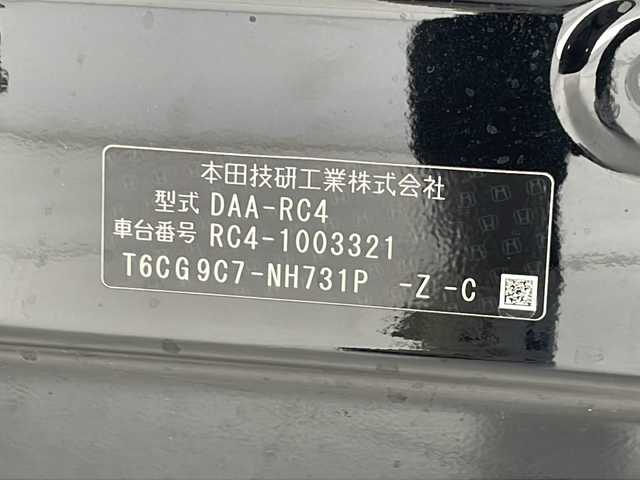 本田技研工業株式会社
型式 DAA-RC4
車台番号 RC4-1003321
T6CG9C7-NH731P -Z -C